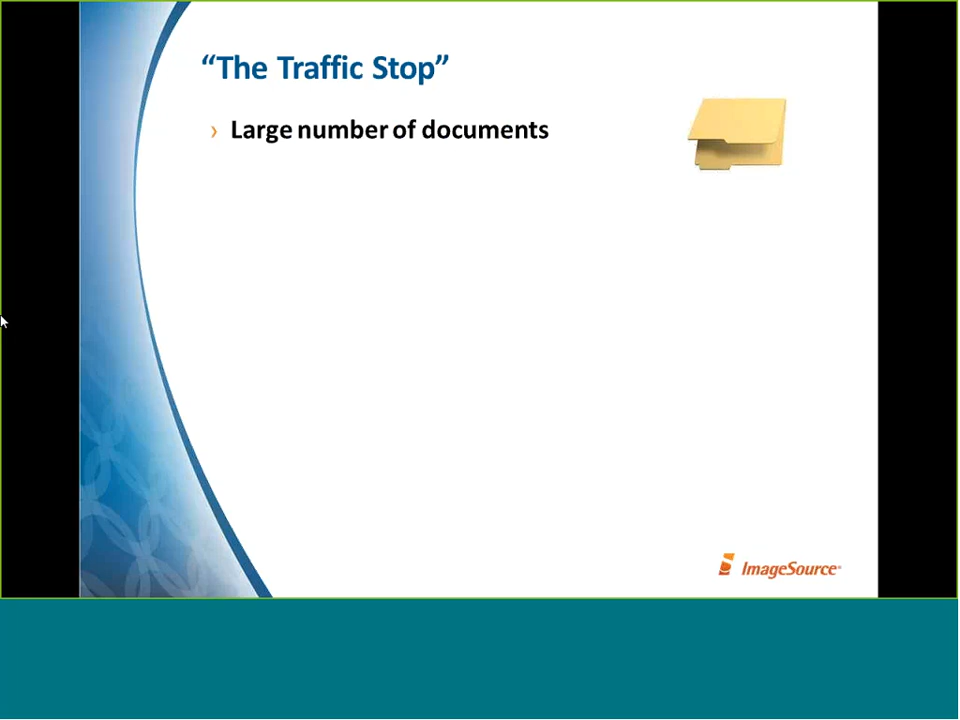 “The Traffic Stop”
› Large number of documents
ImageSource®